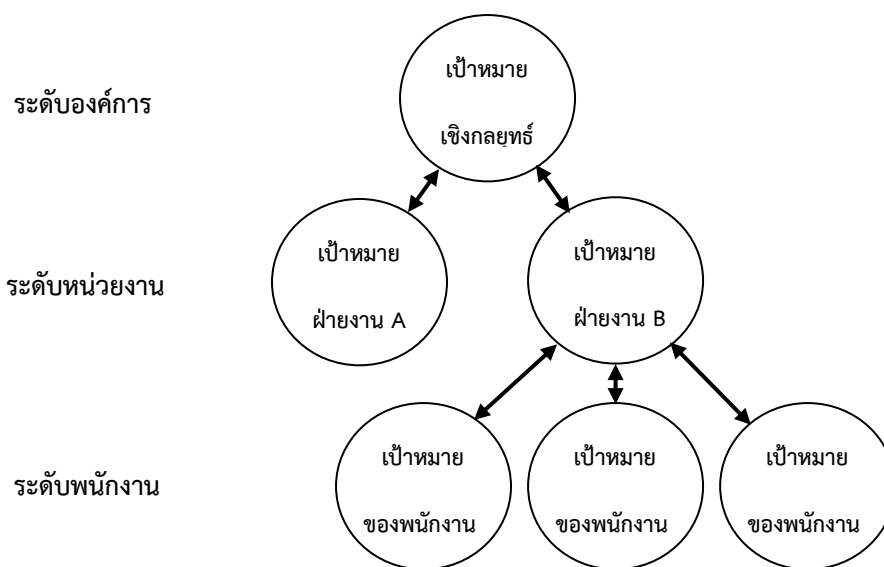 เป้าหมาย
เชิงกลยุทธ์
ระดับองค์การ
เป้าหมาย
ฝ่ายงาน A
เป้าหมาย
ฝ่ายงาน B
ระดับหน่วยงาน
เป้าหมาย
ของพนักงาน
เป้าหมาย
ของพนักงาน
เป้าหมาย
ของพนักงาน
ระดับพนักงาน